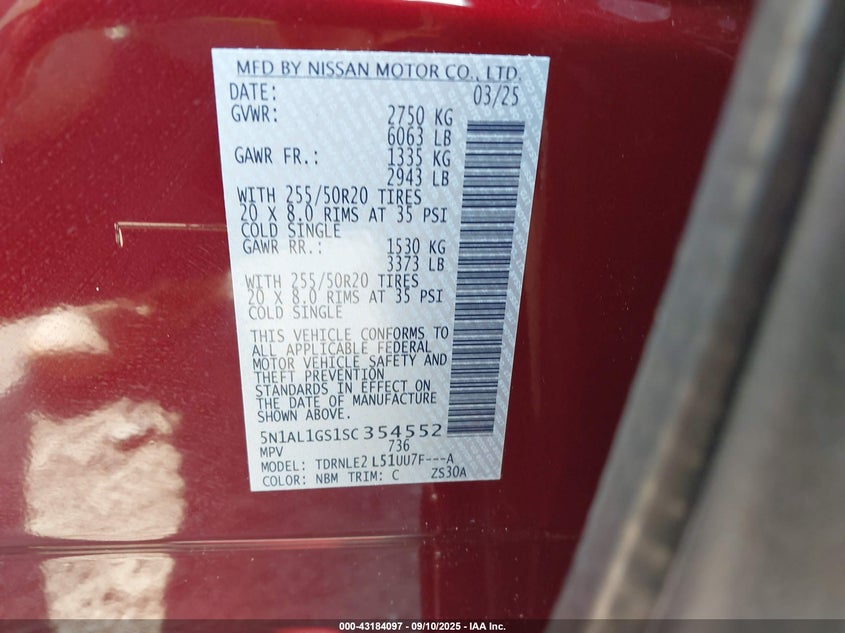 MFD BY NISSAN MOTOR CO., LTD.
DATE: 03/25
GVWR: 2750 KG
6063 LB
GAWR FR.: 1335 KG
2943 LB
WITH 255/50R20 TIRES
20 X 8.0 RIMS AT 35 PSI
COLD SINGLE
GAWR RR.: 1530 KG
3373 LB
WITH 255/50R20 TIRES
20 X 8.0 RIMS AT 35 PSI
COLD SINGLE
THIS VEHICLE CONFORMS TO
ALL APPLICABLE FEDERAL
MOTOR VEHICLE SAFETY AND
THEFT PREVENTION
STANDARDS IN EFFECT ON
THE DATE OF MANUFACTURE
SHOWN ABOVE.
5N1AL1GS1SC354552
MPV 736
MODEL: TDRNLE2 L51UU7F---A
COLOR: NBM TRIM: C ZS30A
000-43184097 - 09/10/2025 - IAA Inc.